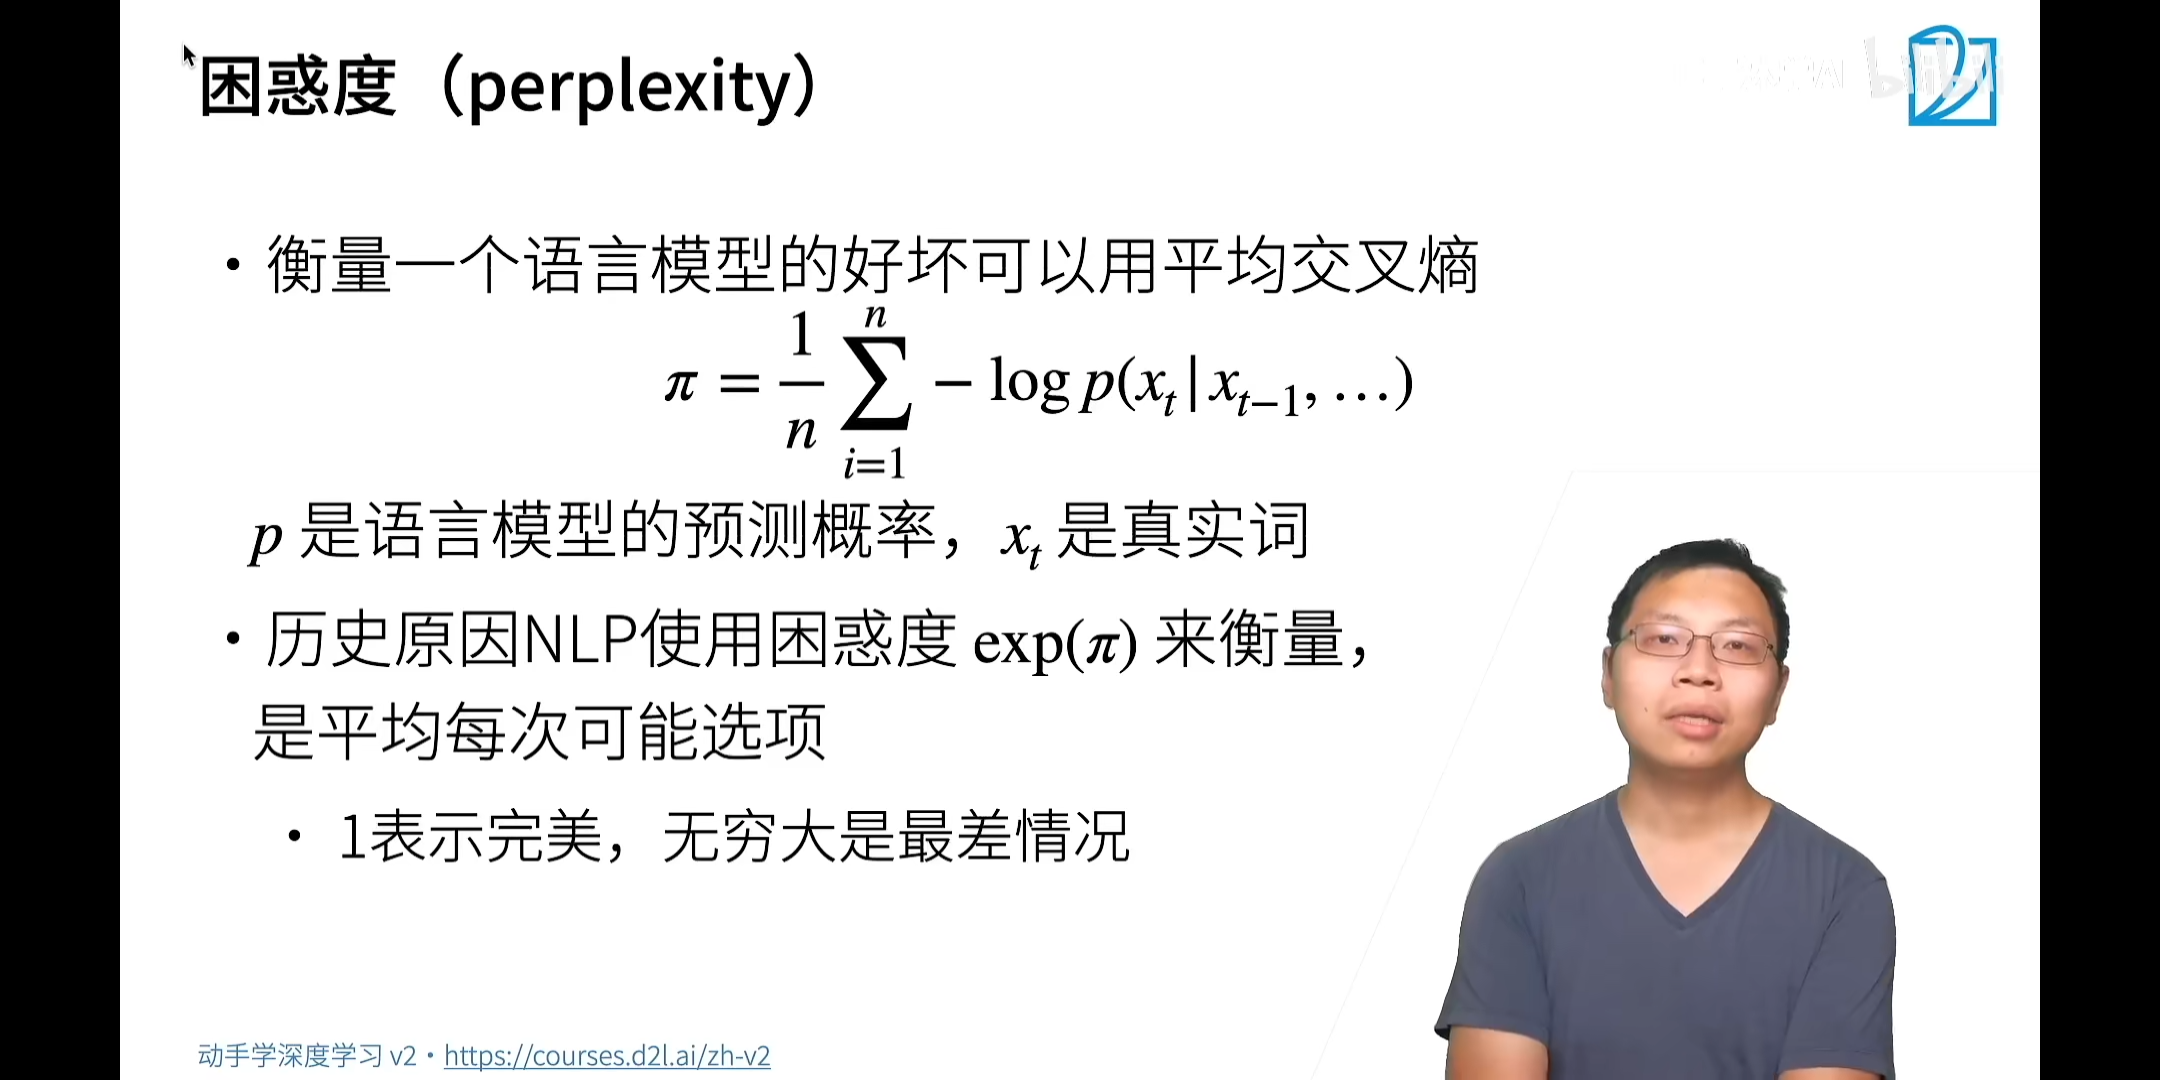 困惑度（perplexity）
bilibili
• 衡量一个语言模型的好坏可以用平均交叉熵
π = 1/n ∑_{i=1}^{n} − log p(x_t | x_{t−1}, …)
p 是语言模型的预测概率，x_t 是真实词
• 历史原因NLP使用困惑度 exp(π) 来衡量，
是平均每次可能选项
• 1表示完美，无穷大是最差情况
动手学深度学习 v2 • https://courses.d2l.ai/zh-v2